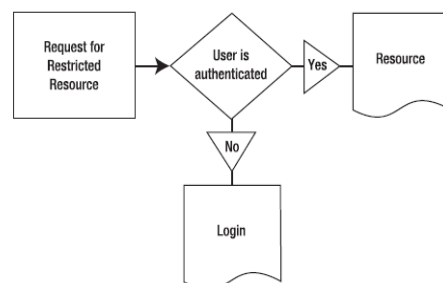 Request for
Restricted
Resource
User is
authenticated
Yes
Resource
No
Login